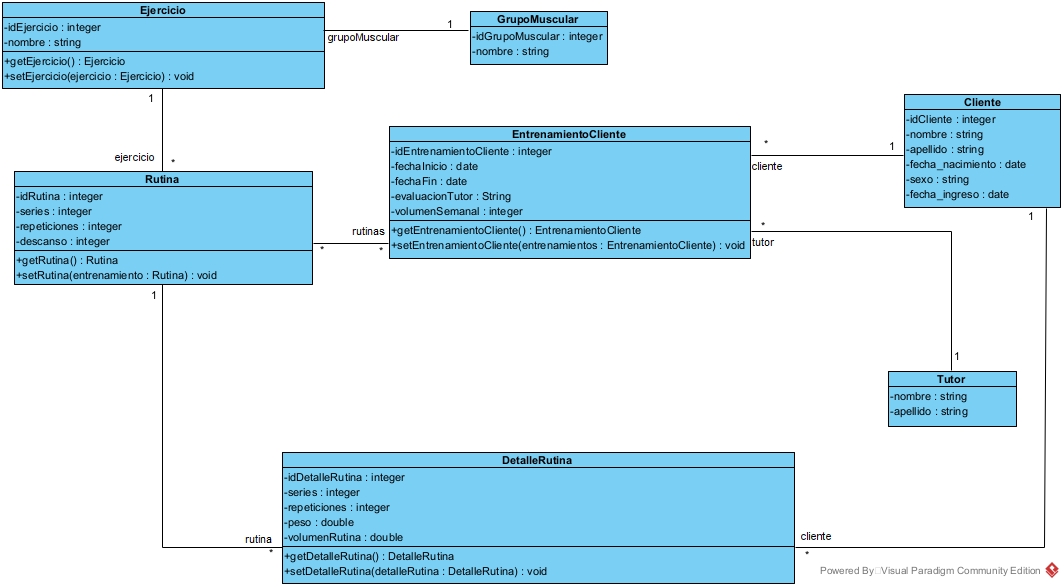 Ejercicio
-idEjercicio : integer
-nombre : string
+getEjercicio() : Ejercicio
+setEjercicio(ejercicio : Ejercicio) : void
1
grupoMuscular
GrupoMuscular
-idGrupoMuscular : integer
-nombre : string
1
ejercicio
*
Rutina
-idRutina : integer
-series : integer
-repeticiones : integer
-descanso : integer
+getRutina() : Rutina
+setRutina(entrenamiento : Rutina) : void
rutinas
*
*
EntrenamientoCliente
-idEntrenamientoCliente : integer
-fechaInicio : date
-fechaFin : date
-evaluacionTutor : String
-volumenSemanal : integer
+getEntrenamientoCliente() : EntrenamientoCliente
+setEntrenamientoCliente(entrenamientos : EntrenamientoCliente) : void
*
cliente
1
Cliente
-idCliente : integer
-nombre : string
-apellido : string
-fecha_nacimiento : date
-sexo : string
-fecha_ingreso : date
*
tutor
1
1
1
Tutor
-nombre : string
-apellido : string
DetalleRutina
-idDetalleRutina : integer
-series : integer
-repeticiones : integer
-peso : double
-volumenRutina : double
+getDetalleRutina() : DetalleRutina
+setDetalleRutina(detalleRutina : DetalleRutina) : void
rutina
*
cliente
*
Powered By Visual Paradigm Community Edition